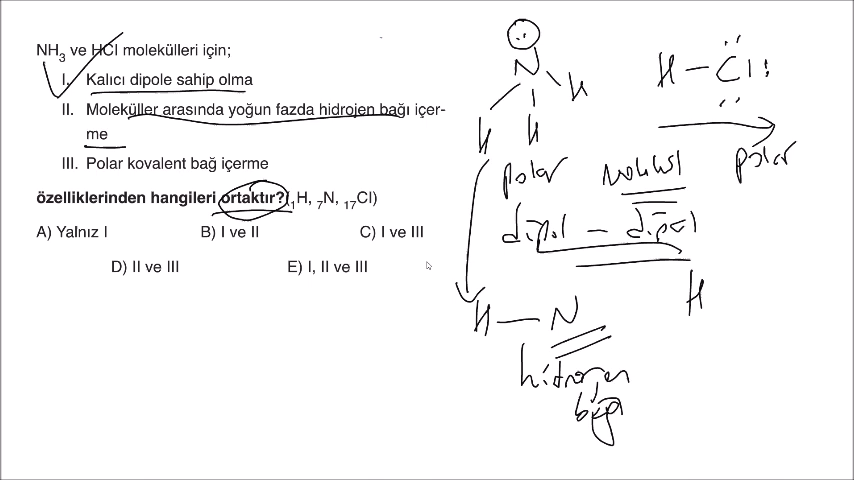 NH3 ve HCl molekülleri için;
I. Kalıcı dipole sahip olma
II. Moleküller arasında yoğun fazda hidrojen bağı içer-
me
III. Polar kovalent bağ içerme
özelliklerinden hangileri ortaktır? (1H, 7N, 17Cl)
A) Yalnız I B) I ve II C) I ve III
D) II ve III E) I, II ve III
N
H H H
H – Cl
polar molekül polar
dipol – dipol
H
H – N
hidrojen
bağı